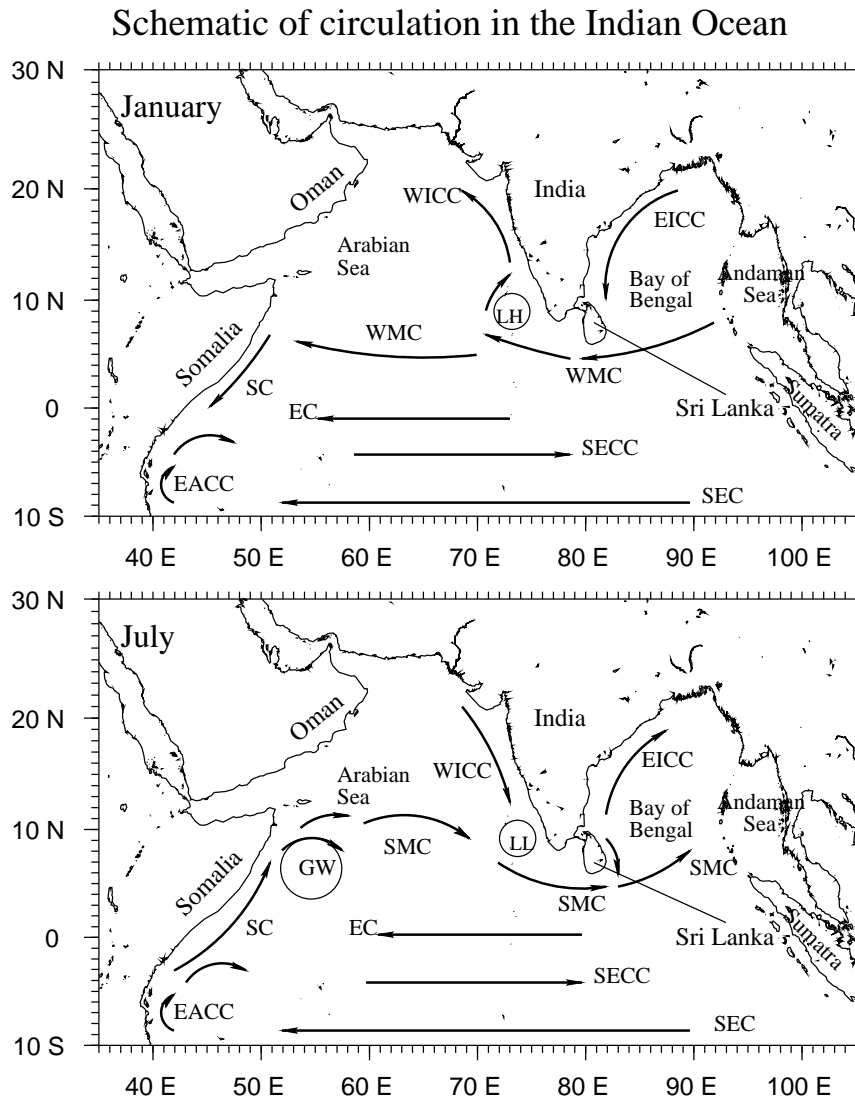 Schematic of circulation in the Indian Ocean
30 N
January
Oman
India
20 N
WICC
EICC
Arabian
Sea
Bay of
Bengal
Andaman
Sea
10 N
LH
Somalia
WMC
WMC
SC
Sumatra
Sri Lanka
0
EC
SECC
EACC
SEC
10 S
40 E 50 E 60 E 70 E 80 E 90 E 100 E
30 N
July
Oman
India
20 N
WICC
EICC
Arabian
Sea
Bay of
Bengal
Andaman
Sea
10 N
SMC
LL
GW
SMC
Somalia
SMC
SC
EC
Sri Lanka
Sumatra
0
SECC
EACC
SEC
10 S
40 E 50 E 60 E 70 E 80 E 90 E 100 E